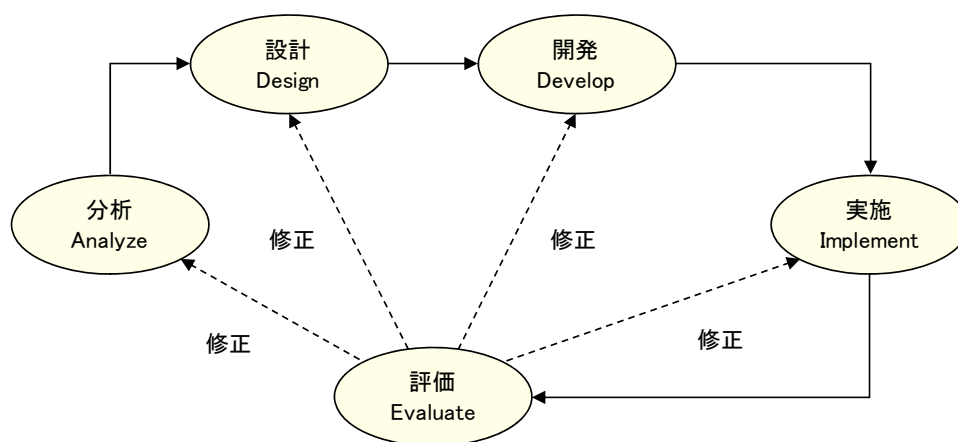 設計
Design
開発
Develop
分析
Analyze
実施
Implement
修正
修正
修正
修正
評価
Evaluate